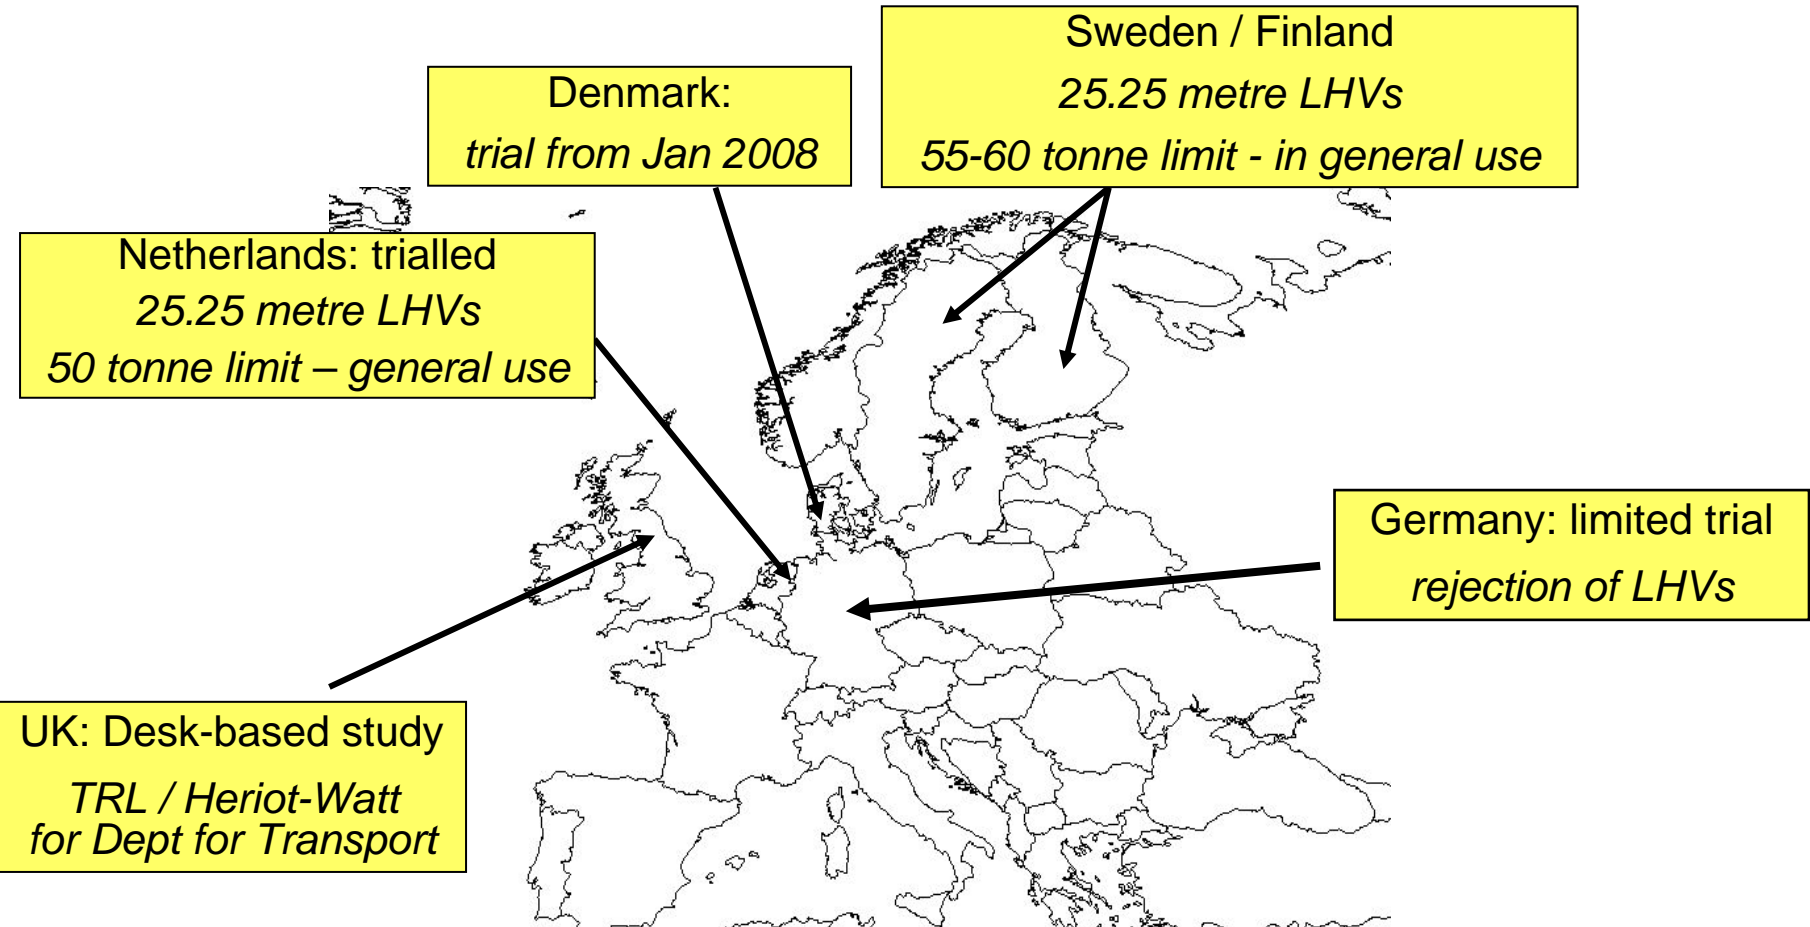 Sweden / Finland
25.25 metre LHVs
55-60 tonne limit - in general use
Denmark:
trial from Jan 2008
Netherlands: trialled
25.25 metre LHVs
50 tonne limit – general use
Germany: limited trial
rejection of LHVs
UK: Desk-based study
TRL / Heriot-Watt
for Dept for Transport